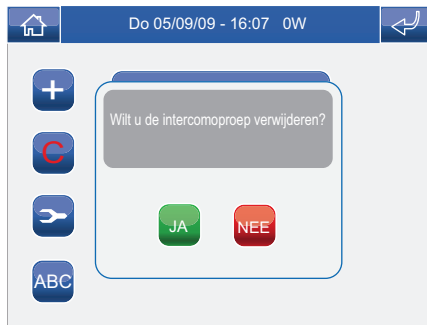 Do 05/09/09 - 16:07 0W
+
C
ABC
Wilt u de intercomoproep verwijderen?
JA
NEE